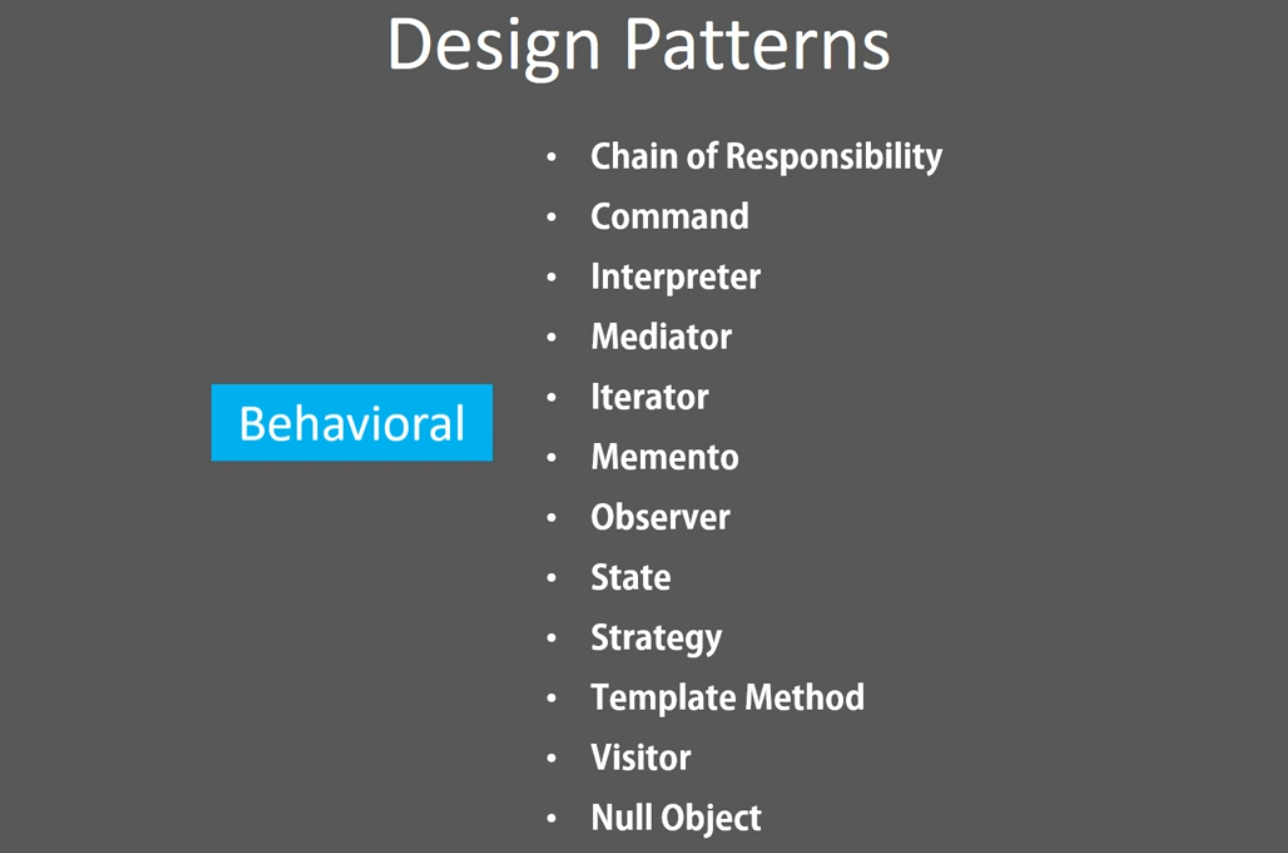 Design Patterns
Behavioral
• Chain of Responsibility
• Command
• Interpreter
• Mediator
• Iterator
• Memento
• Observer
• State
• Strategy
• Template Method
• Visitor
• Null Object